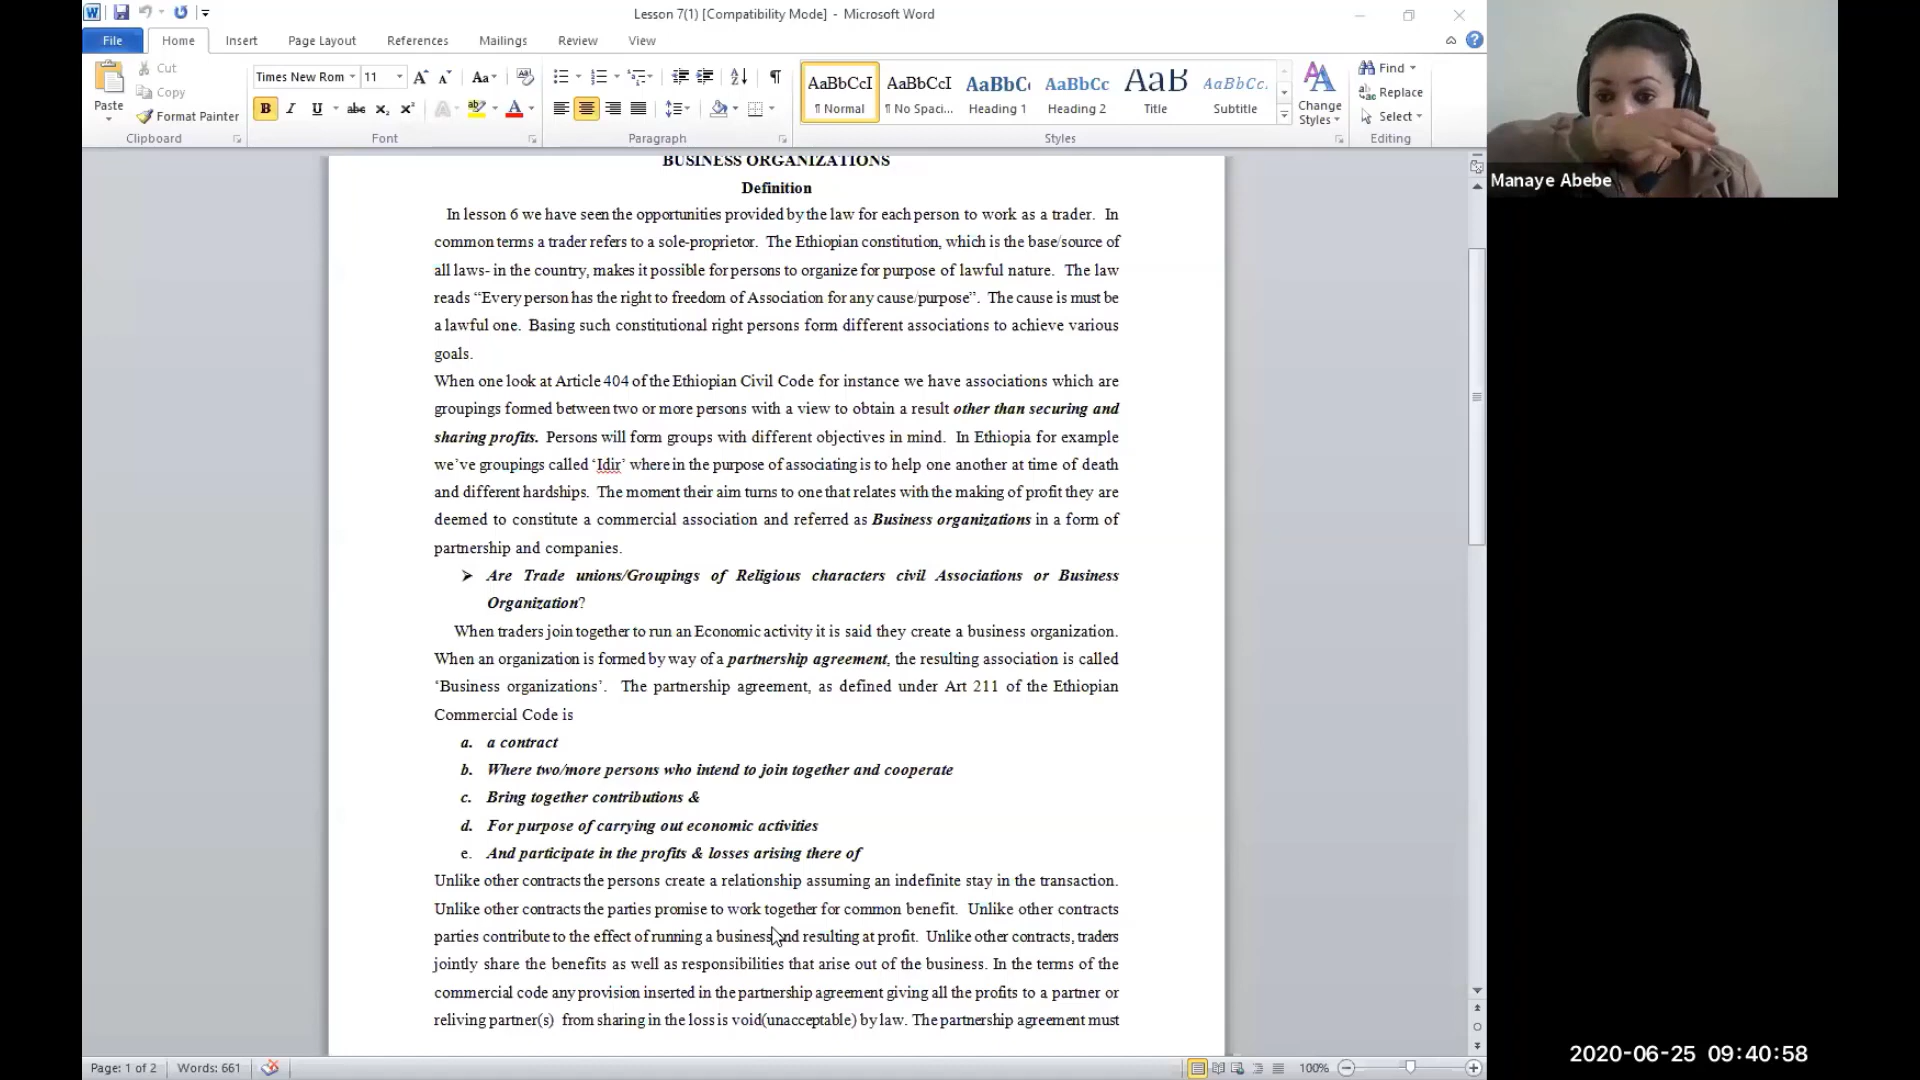 Lesson 7(1) [Compatibility Mode] - Microsoft Word
File Home Insert Page Layout References Mailings Review View
Cut
Copy
Format Painter
Paste
Clipboard
Times New Rom 11
Font
Paragraph
AaBbCcI AaBbCcI AaBbC AaBbCc AaB AaBbCc.
¶ Normal ¶ No Spaci... Heading 1 Heading 2 Title Subtitle
Change
Styles
Styles
Find
Replace
Select
Editing
Manaye Abebe
BUSINESS ORGANIZATIONS
Definition
In lesson 6 we have seen the opportunities provided by the law for each person to work as a trader. In
common terms a trader refers to a sole-proprietor. The Ethiopian constitution, which is the base/source of
all laws- in the country, makes it possible for persons to organize for purpose of lawful nature. The law
reads “Every person has the right to freedom of Association for any cause/purpose”. The cause is must be
a lawful one. Basing such constitutional right persons form different associations to achieve various
goals.
When one look at Article 404 of the Ethiopian Civil Code for instance we have associations which are
groupings formed between two or more persons with a view to obtain a result other than securing and
sharing profits. Persons will form groups with different objectives in mind. In Ethiopia for example
we’ve groupings called ‘Idir’ where in the purpose of associating is to help one another at time of death
and different hardships. The moment their aim turns to one that relates with the making of profit they are
deemed to constitute a commercial association and referred as Business organizations in a form of
partnership and companies.
➢ Are Trade unions/Groupings of Religious characters civil Associations or Business
Organization?
When traders join together to run an Economic activity it is said they create a business organization.
When an organization is formed by way of a partnership agreement, the resulting association is called
‘Business organizations’. The partnership agreement, as defined under Art 211 of the Ethiopian
Commercial Code is
a. a contract
b. Where two/more persons who intend to join together and cooperate
c. Bring together contributions &
d. For purpose of carrying out economic activities
e. And participate in the profits & losses arising there of
Unlike other contracts the persons create a relationship assuming an indefinite stay in the transaction.
Unlike other contracts the parties promise to work together for common benefit. Unlike other contracts
parties contribute to the effect of running a business and resulting at profit. Unlike other contracts, traders
jointly share the benefits as well as responsibilities that arise out of the business. In the terms of the
commercial code any provision inserted in the partnership agreement giving all the profits to a partner or
reliving partner(s) from sharing in the loss is void(unacceptable) by law. The partnership agreement must
Page: 1 of 2 Words: 661 100%
2020-06-25 09:40:58